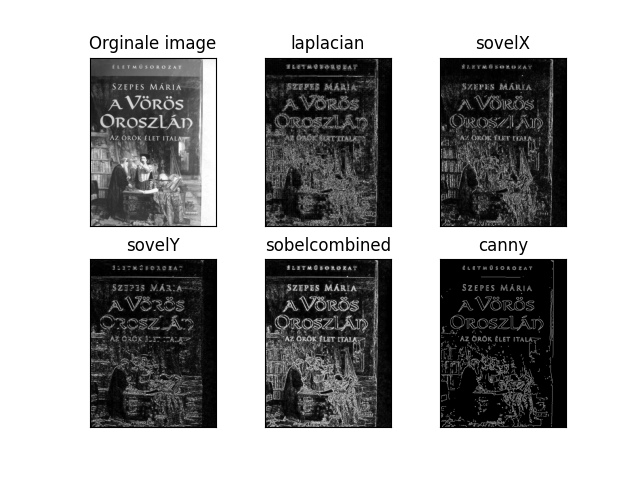 Orginale image
ÉLETMŰSOROZAT
SZEPES MÁRIA
A VÖRÖS
OROSZLÁN
AZ ÖRÖK ÉLET ITALA
laplacian
ÉLETMŰSOROZAT
SZEPES MÁRIA
A VÖRÖS
OROSZLÁN
AZ ÖRÖK ÉLET ITALA
sovelX
ÉLETMŰSOROZAT
SZEPES MÁRIA
A VÖRÖS
OROSZLÁN
AZ ÖRÖK ÉLET ITALA
sovelY
ÉLETMŰSOROZAT
SZEPES MÁRIA
A VÖRÖS
OROSZLÁN
AZ ÖRÖK ÉLET ITALA
sobelcombined
ÉLETMŰSOROZAT
SZEPES MÁRIA
A VÖRÖS
OROSZLÁN
AZ ÖRÖK ÉLET ITALA
canny
ÉLETMŰSOROZAT
SZEPES MÁRIA
A VÖRÖS
OROSZLÁN
AZ ÖRÖK ÉLET ITALA